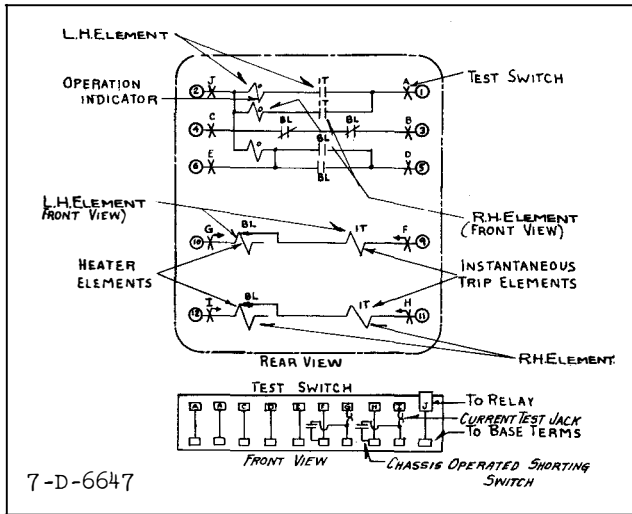 L.H. ELEMENT
OPERATION
INDICATOR
TEST SWITCH
2 J IT A 1
IT
4 C BL BL B 3
BL
6 E D 5
BL
L.H. ELEMENT
FRONT VIEW)
R.H. ELEMENT
(FRONT VIEW)
10 G BL IT F 9
HEATER
ELEMENTS
INSTANTANEOUS
TRIP ELEMENTS
12 I BL IT H 11
REAR VIEW
R.H. ELEMENT
TEST SWITCH
A A C D E F G H I J
TO RELAY
CURRENT TEST JACK
TO BASE TERMS
FRONT VIEW
CHASSIS OPERATED SHORTING
SWITCH
7-D-6647